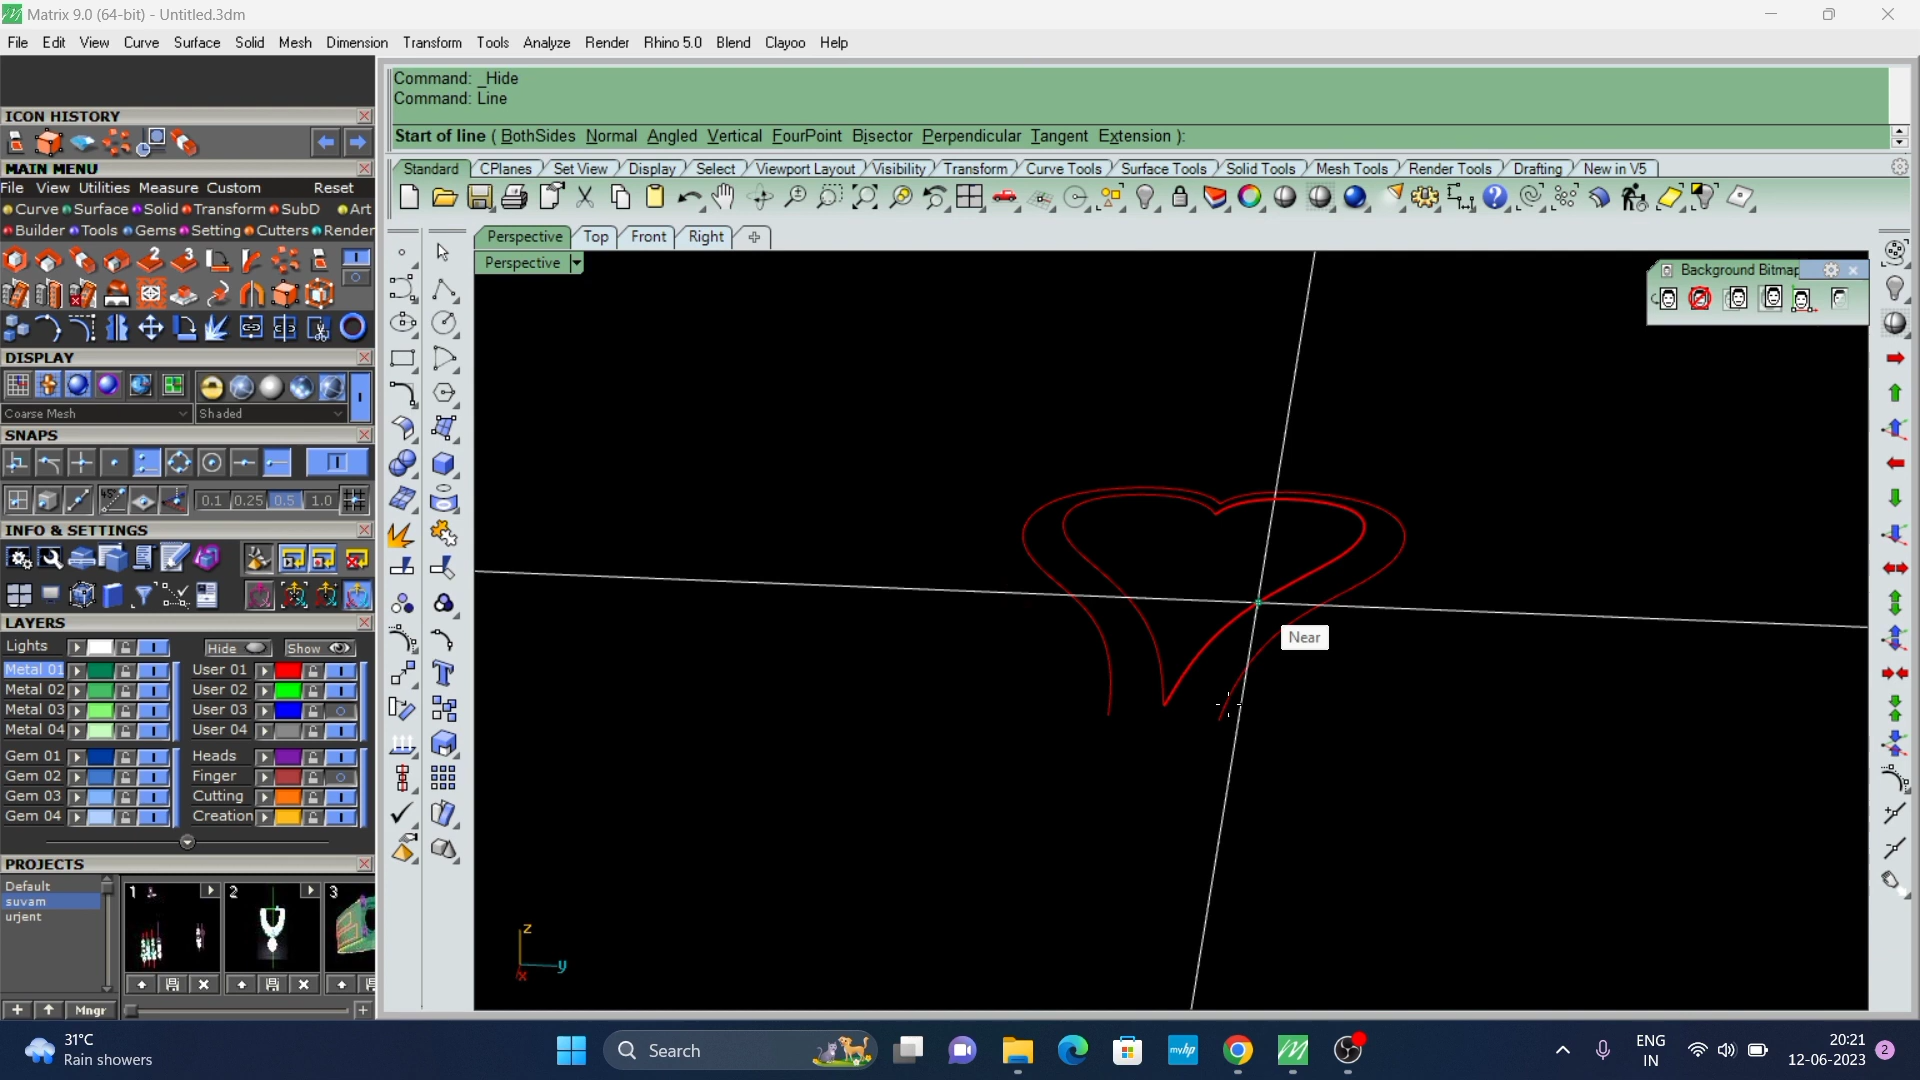 Matrix 9.0 (64-bit) - Untitled.3dm
File Edit View Curve Surface Solid Mesh Dimension Transform Tools Analyze Render Rhino 5.0 Blend Clayoo Help
Command: _Hide
Command: Line
Start of line ( BothSides Normal Angled Vertical FourPoint Bisector Perpendicular Tangent Extension ):
Standard CPlanes Set View Display Select Viewport Layout Visibility Transform Curve Tools Surface Tools Solid Tools Mesh Tools Render Tools Drafting New in V5
ICON HISTORY
MAIN MENU
File View Utilities Measure Custom Reset
Curve Surface Solid Transform SubD Art
Builder Tools Gems Setting Cutters Render
2 3
DISPLAY
Coarse Mesh Shaded
SNAPS
45° 0.1 0.25 0.5 1.0
INFO & SETTINGS
LAYERS
Lights Hide Show
Metal 01 User 01
Metal 02 User 02
Metal 03 User 03
Metal 04 User 04
Gem 01 Heads
Gem 02 Finger
Gem 03 Cutting
Gem 04 Creation
PROJECTS
Default
suvam
urjent
1 2 3
Mngr
Perspective Top Front Right
Perspective
Background Bitmap
Near
z
y
x
31°C
Rain showers
Search
myhp
ENG
IN
20:21
12-06-2023
2